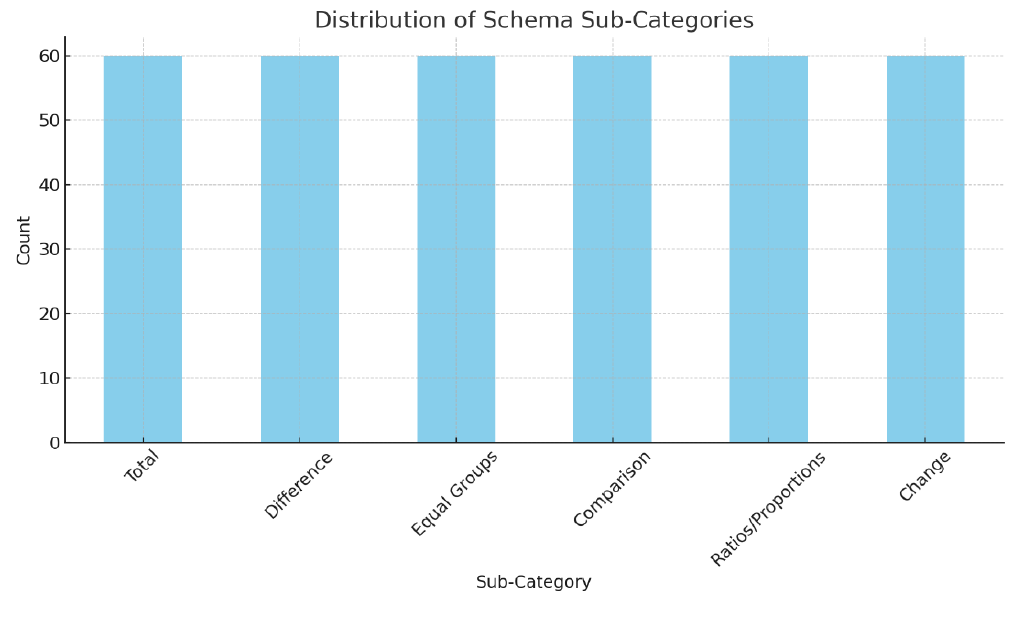 Distribution of Schema Sub-Categories
60
50
40
30
20
10
0
Count
Total
Difference
Equal Groups
Comparison
Ratios/Proportions
Change
Sub-Category